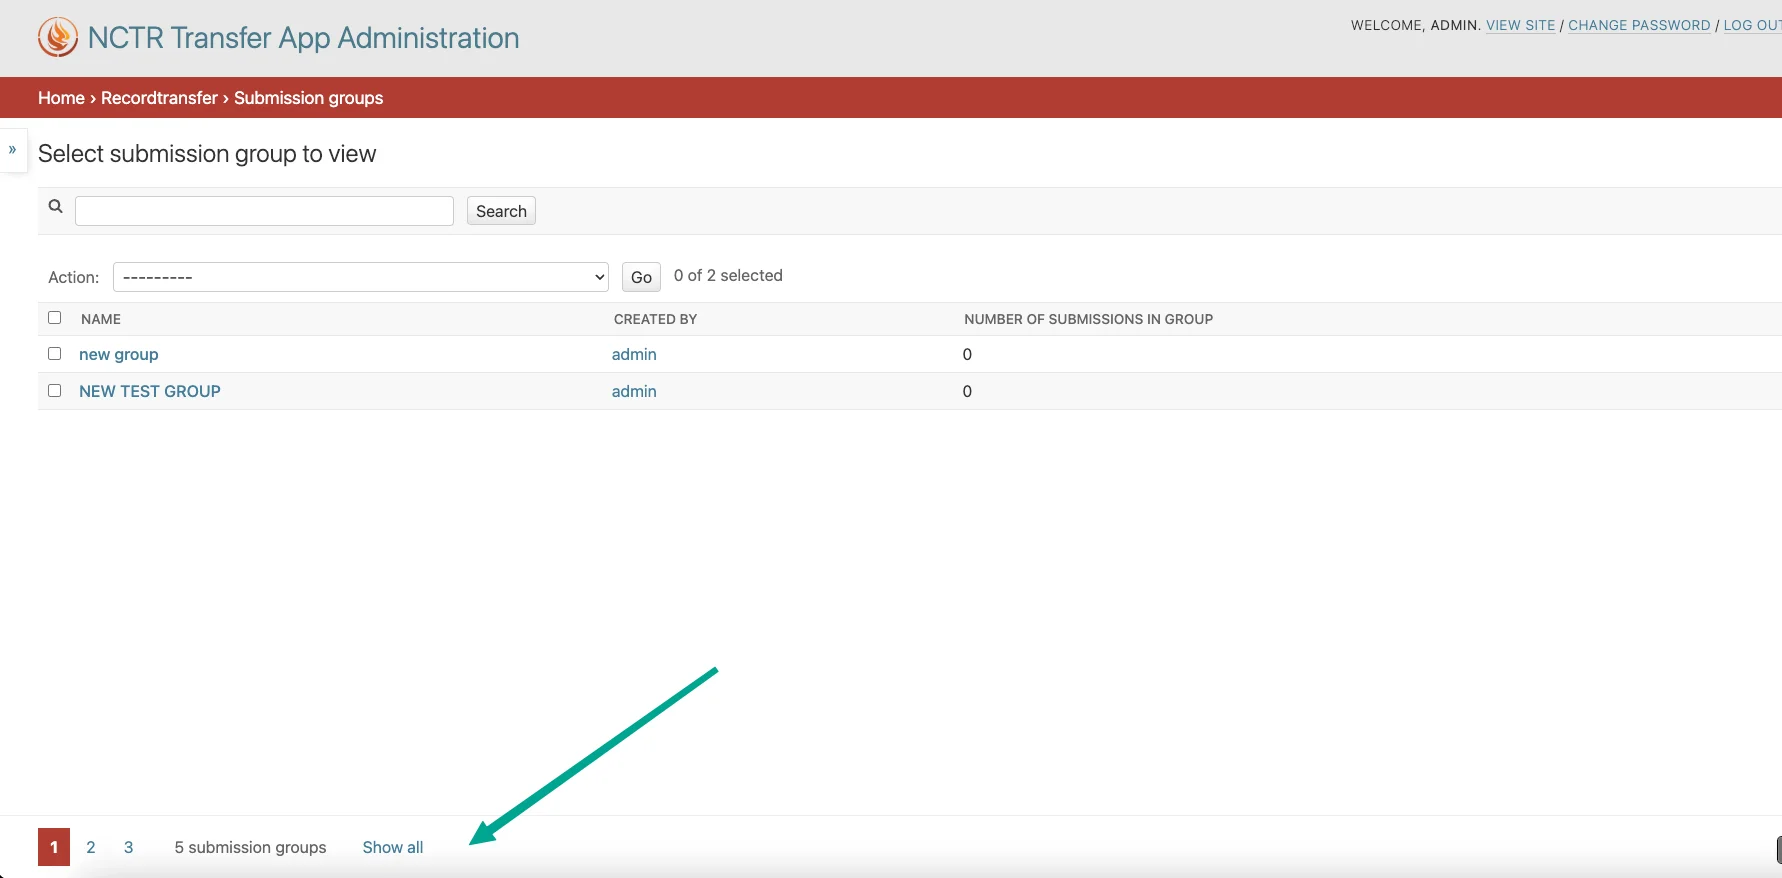 NCTR Transfer App Administration
WELCOME, ADMIN. VIEW SITE / CHANGE PASSWORD / LOG OUT
Home › Recordtransfer › Submission groups
»
Select submission group to view
Search
Action: --------- Go 0 of 2 selected
NAME CREATED BY NUMBER OF SUBMISSIONS IN GROUP
new group admin 0
NEW TEST GROUP admin 0
1 2 3 5 submission groups Show all